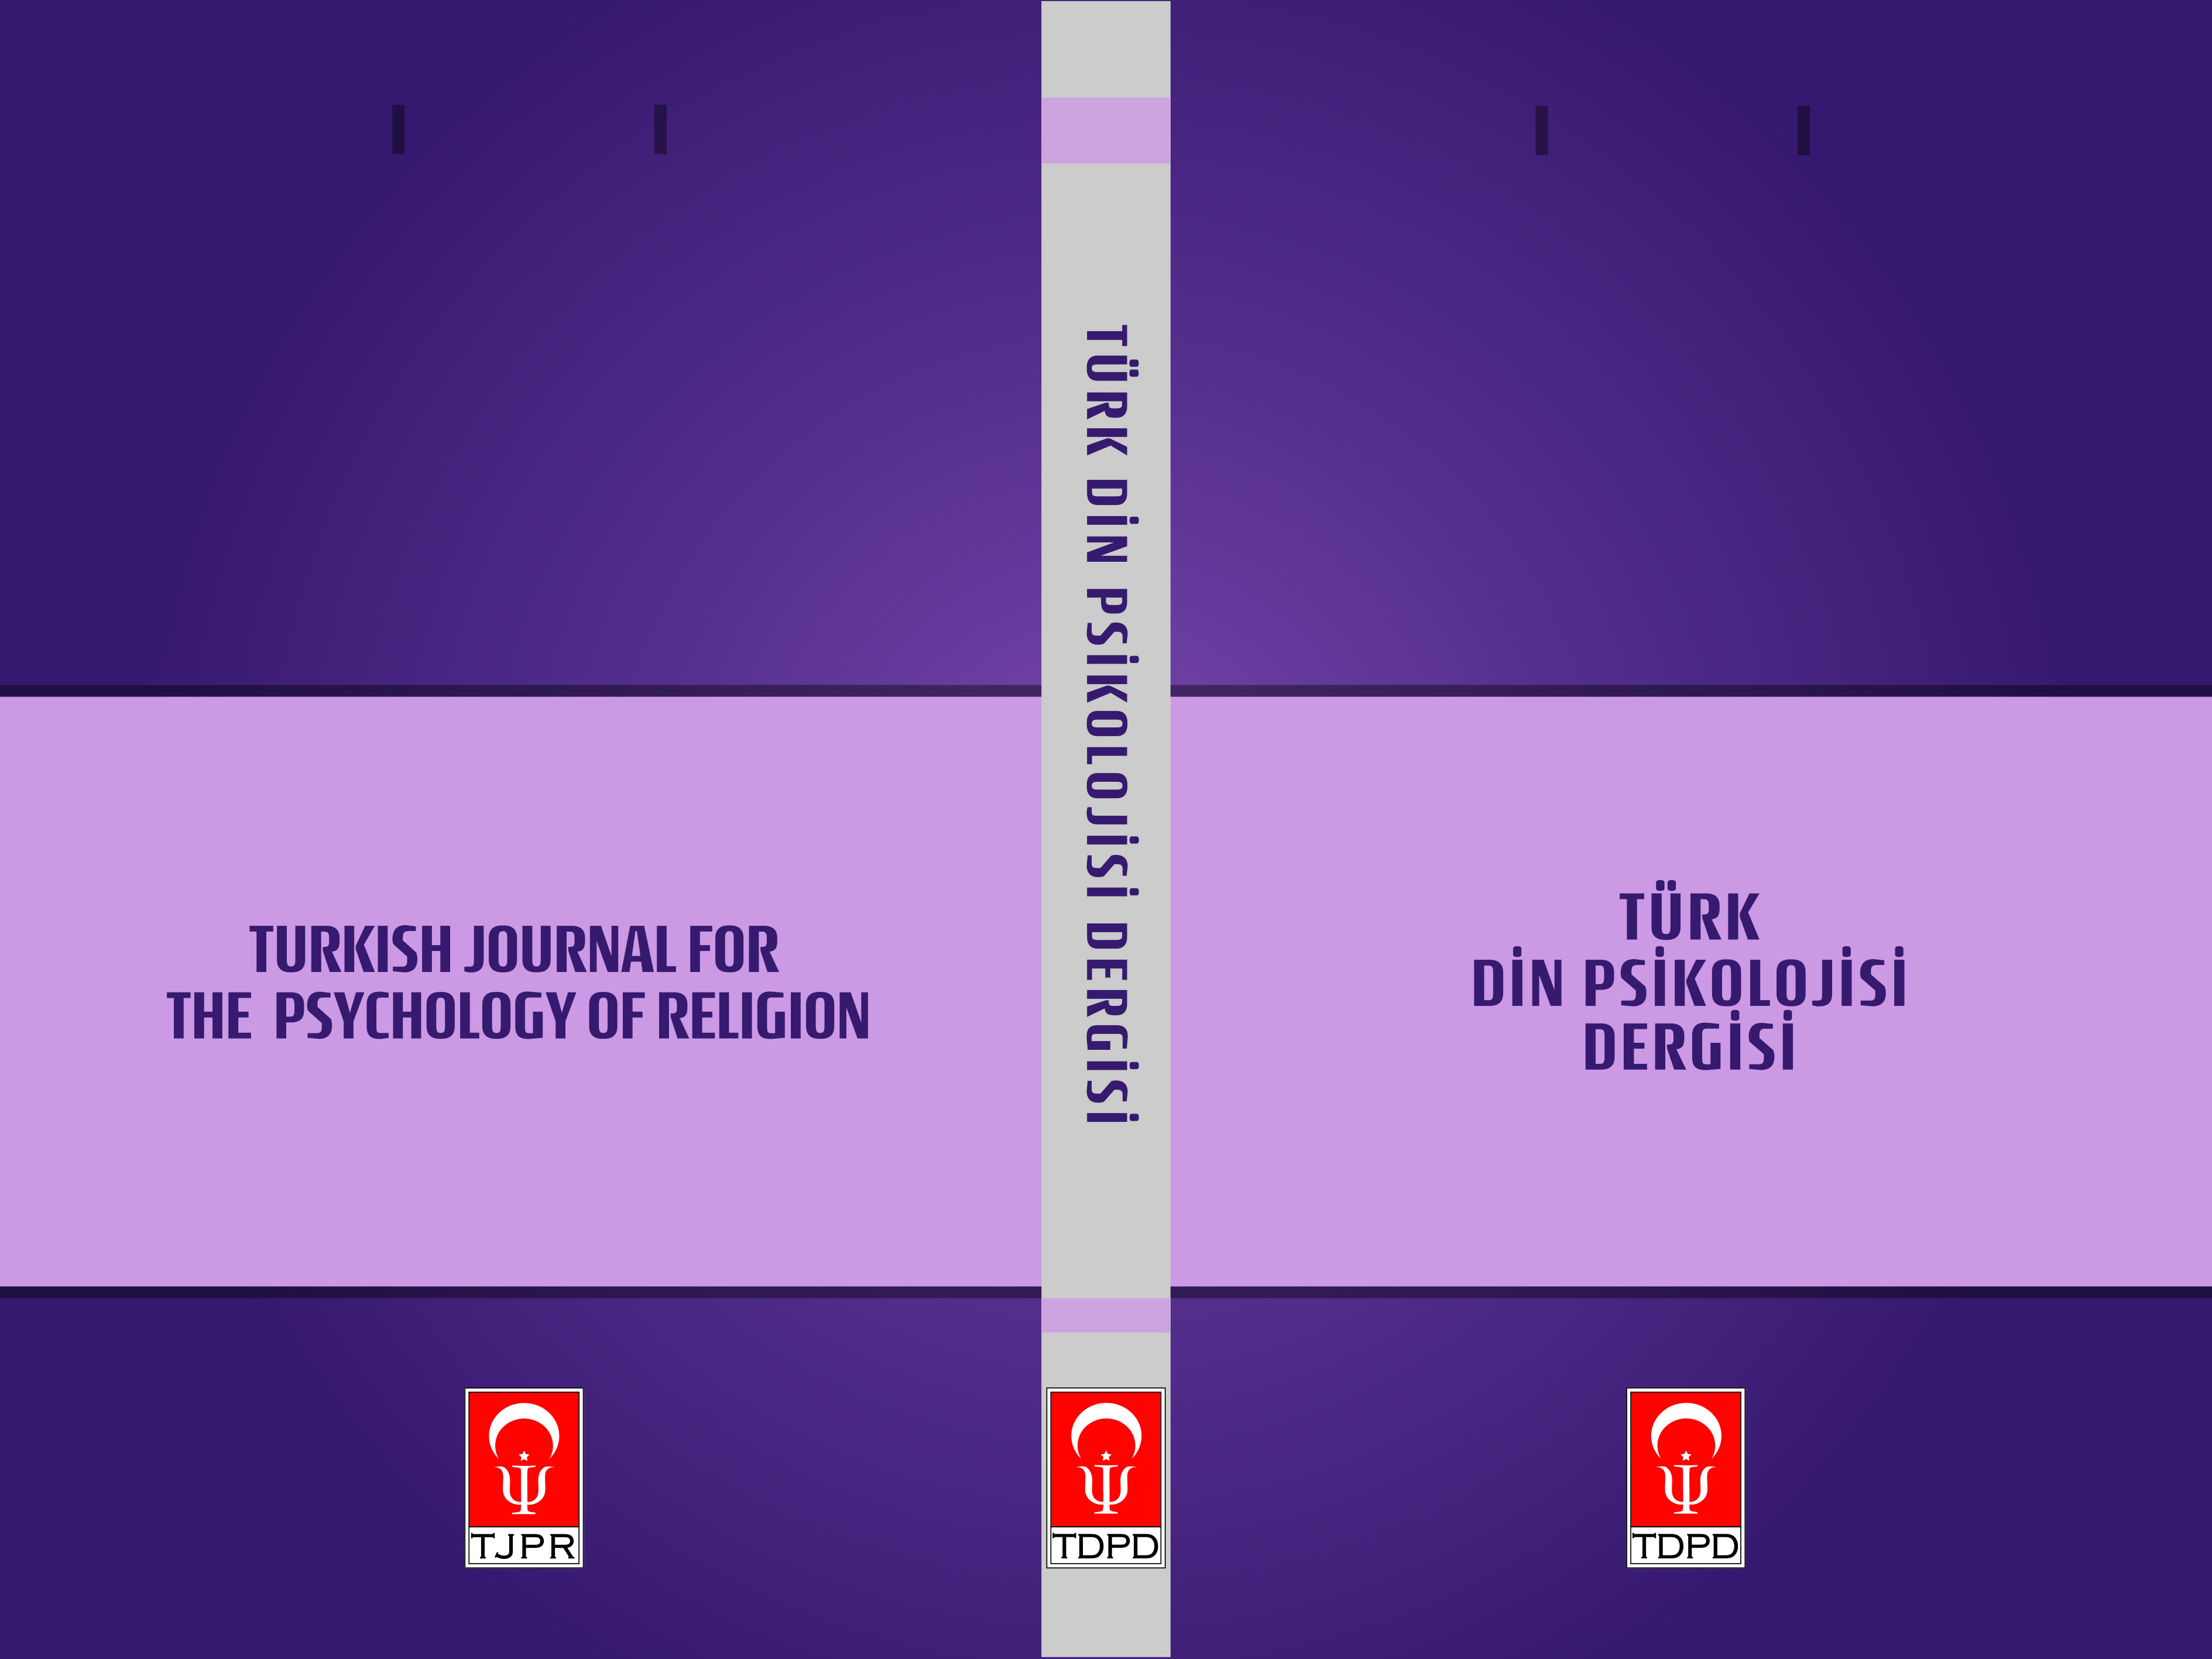 TURKISH JOURNAL FOR
THE PSYCHOLOGY OF RELIGION
TJPR
TÜRK DİN PSİKOLOJİSİ DERGİSİ
TDPD
TÜRK
DİN PSİKOLOJİSİ
DERGİSİ
TDPD